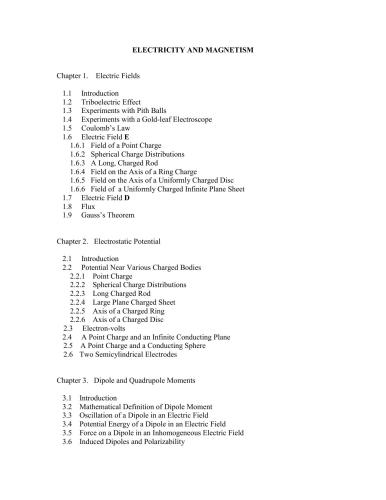 ELECTRICITY AND MAGNETISM
Chapter 1. Electric Fields
1.1 Introduction
1.2 Triboelectric Effect
1.3 Experiments with Pith Balls
1.4 Experiments with a Gold-leaf Electroscope
1.5 Coulomb's Law
1.6 Electric Field E
1.6.1 Field of a Point Charge
1.6.2 Spherical Charge Distributions
1.6.3 A Long, Charged Rod
1.6.4 Field on the Axis of a Ring Charge
1.6.5 Field on the Axis of a Uniformly Charged Disc
1.6.6 Field of a Uniformly Charged Infinite Plane Sheet
1.7 Electric Field D
1.8 Flux
1.9 Gauss's Theorem
Chapter 2. Electrostatic Potential
2.1 Introduction
2.2 Potential Near Various Charged Bodies
2.2.1 Point Charge
2.2.2 Spherical Charge Distributions
2.2.3 Long Charged Rod
2.2.4 Large Plane Charged Sheet
2.2.5 Axis of a Charged Ring
2.2.6 Axis of a Charged Disc
2.3 Electron-volts
2.4 A Point Charge and an Infinite Conducting Plane
2.5 A Point Charge and a Conducting Sphere
2.6 Two Semicylindrical Electrodes
Chapter 3. Dipole and Quadrupole Moments
3.1 Introduction
3.2 Mathematical Definition of Dipole Moment
3.3 Oscillation of a Dipole in an Electric Field
3.4 Potential Energy of a Dipole in an Electric Field
3.5 Force on a Dipole in an Inhomogeneous Electric Field
3.6 Induced Dipoles and Polarizability